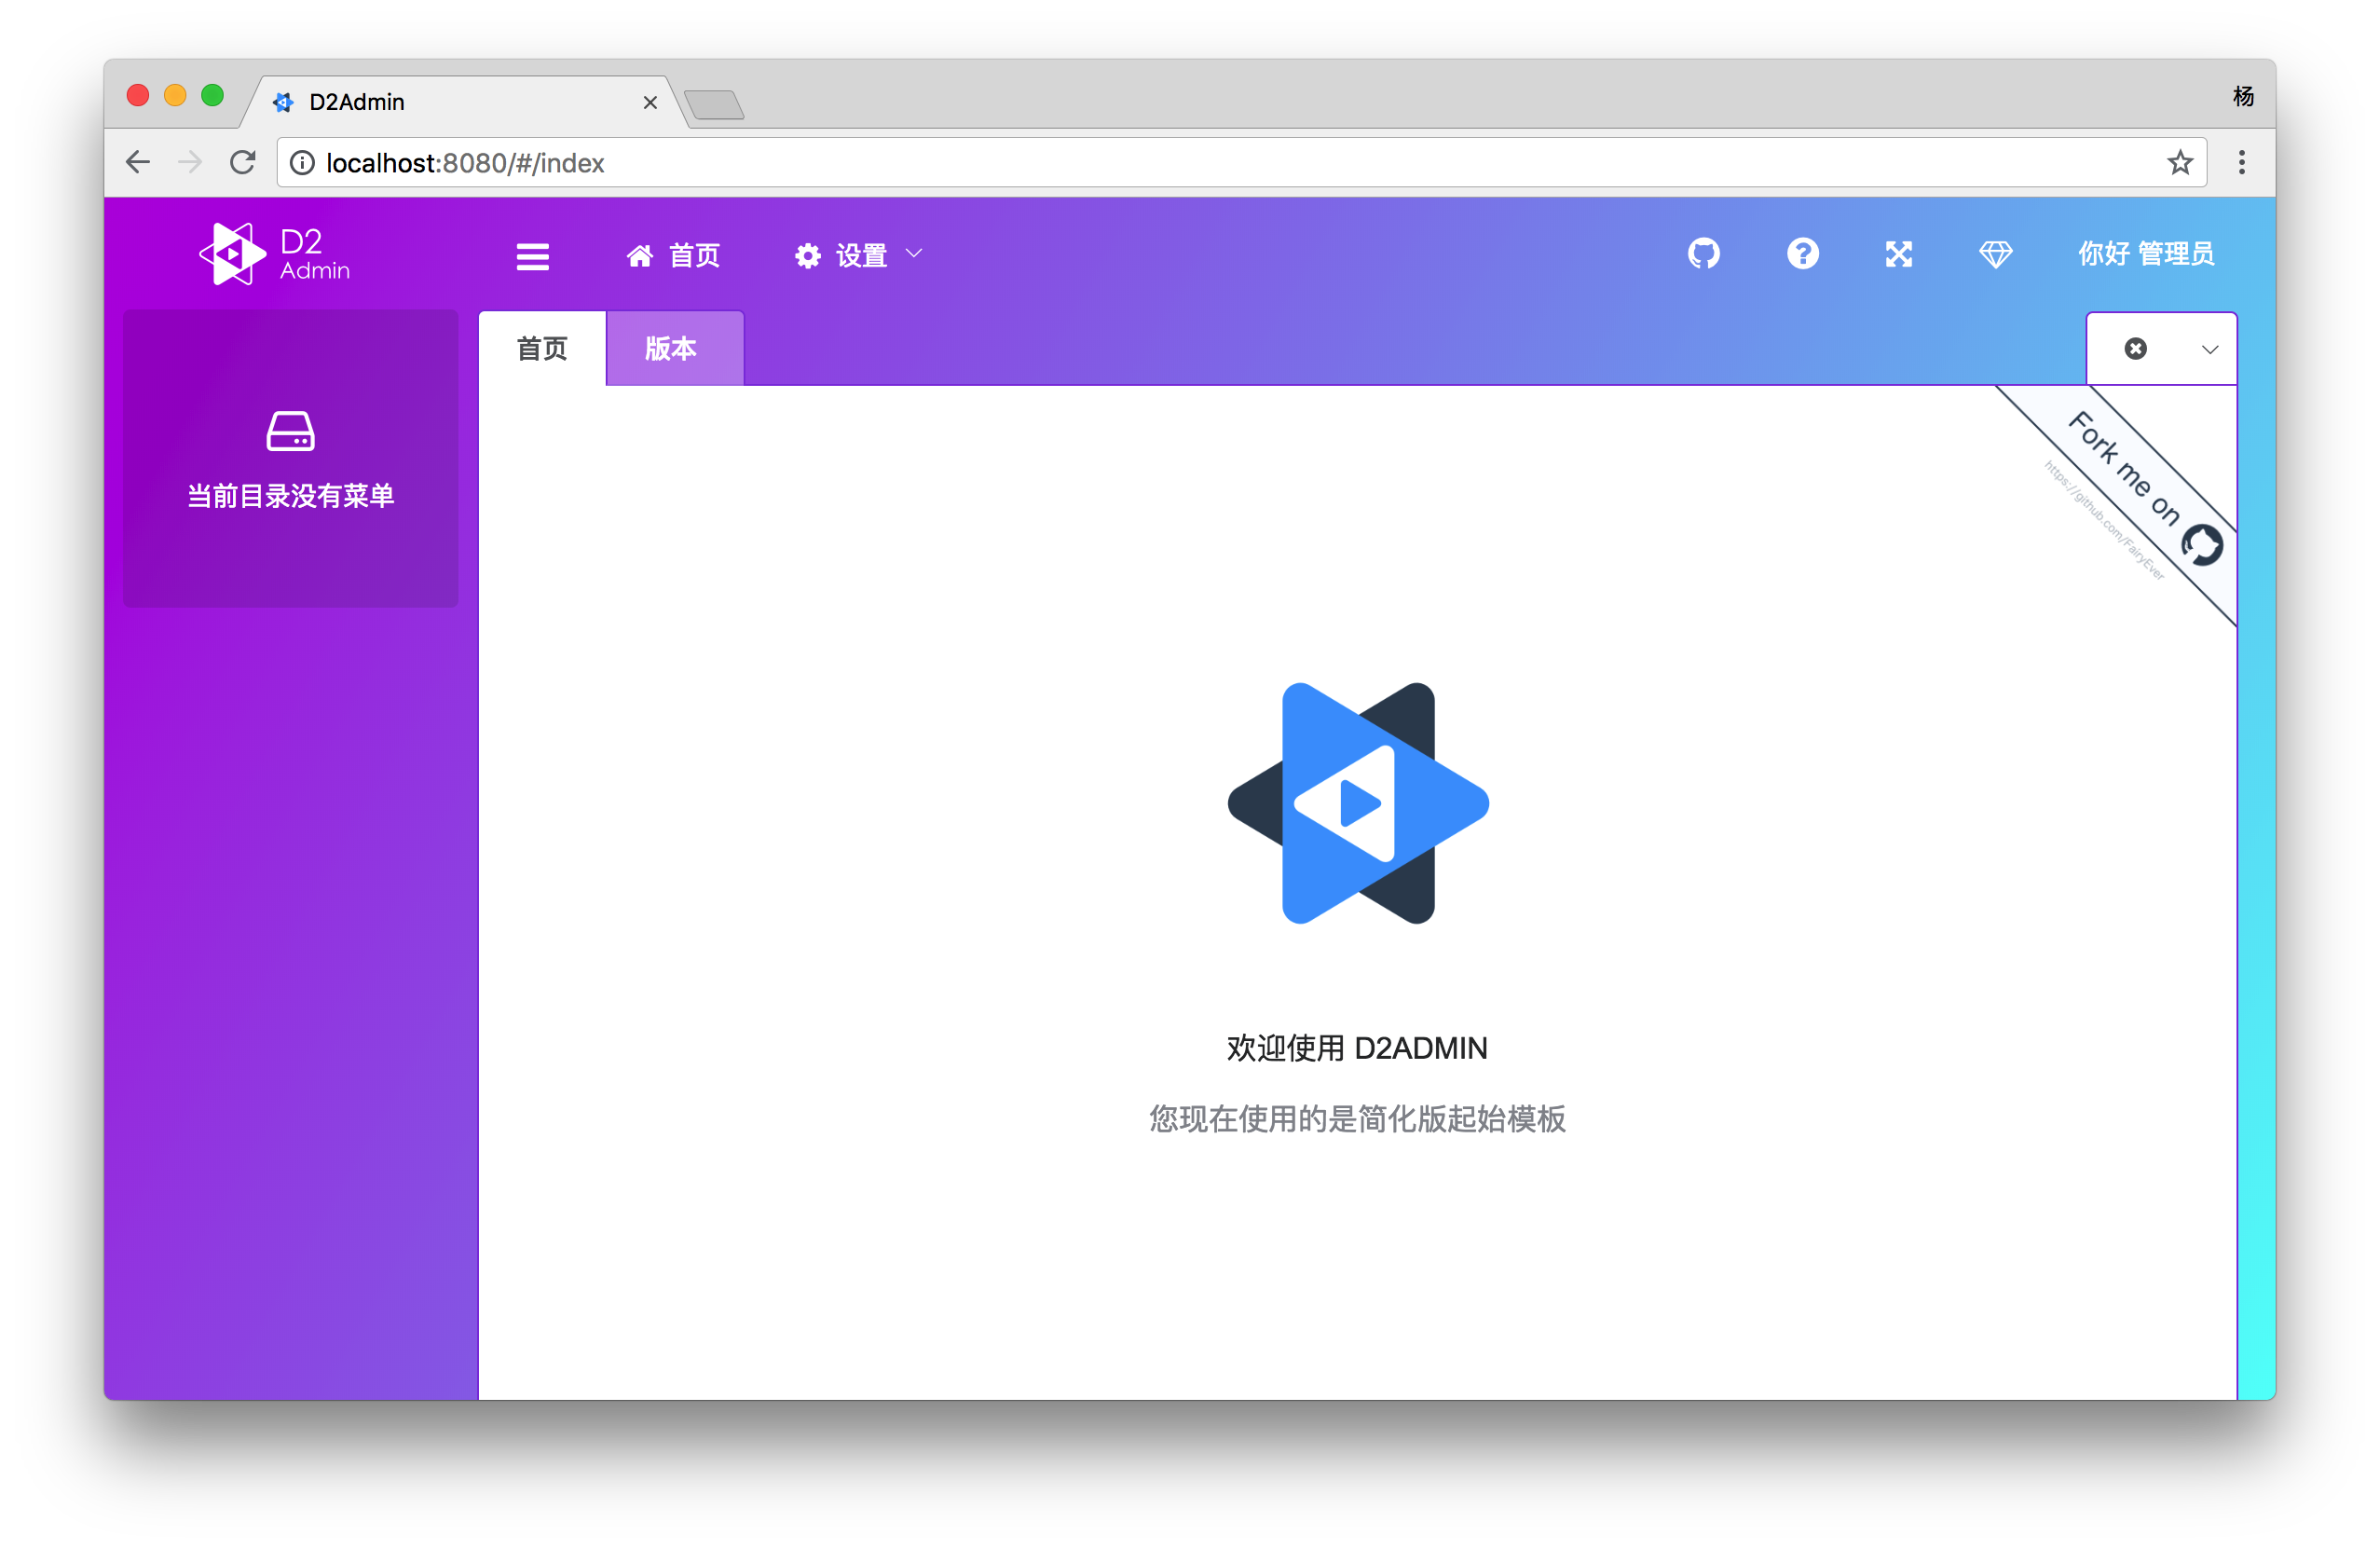 D2Admin
杨
localhost:8080/#/index
D2
Admin
首页
设置
你好 管理员
首页
版本
当前目录没有菜单
Fork me on
https://github.com/FairyEver
欢迎使用 D2ADMIN
您现在使用的是简化版起始模板